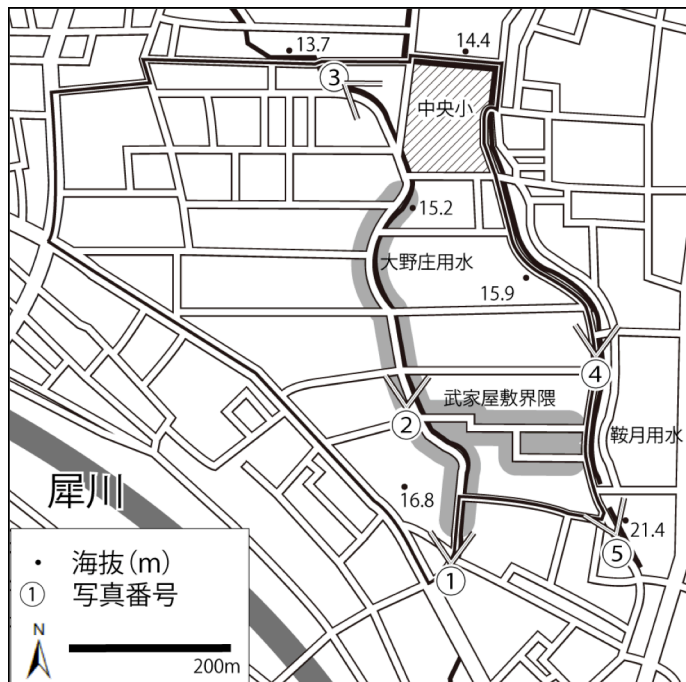 13.7
14.4
③
中央小
15.2
大野庄用水
15.9
④
武家屋敷界隈
②
鞍月用水
犀川
16.8
21.4
⑤
①
• 海抜(m)
① 写真番号
N
200m